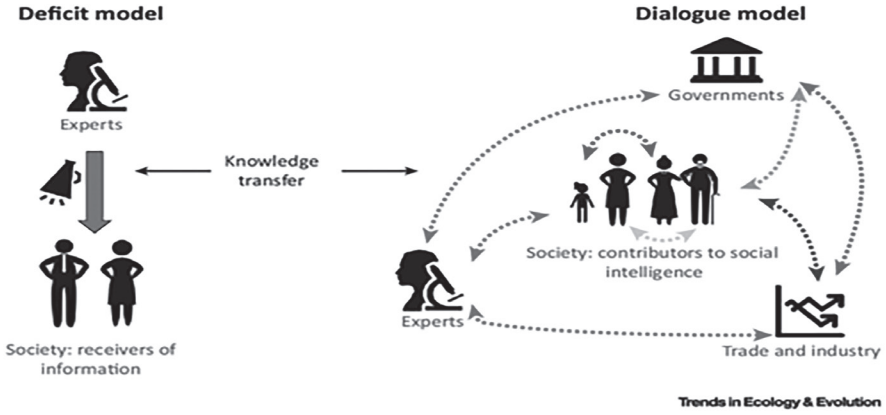 Deficit model
Experts
Knowledge
transfer
Society: receivers of
information
Dialogue model
Governments
Society: contributors to social
intelligence
Experts
Trade and industry
Trends in Ecology & Evolution